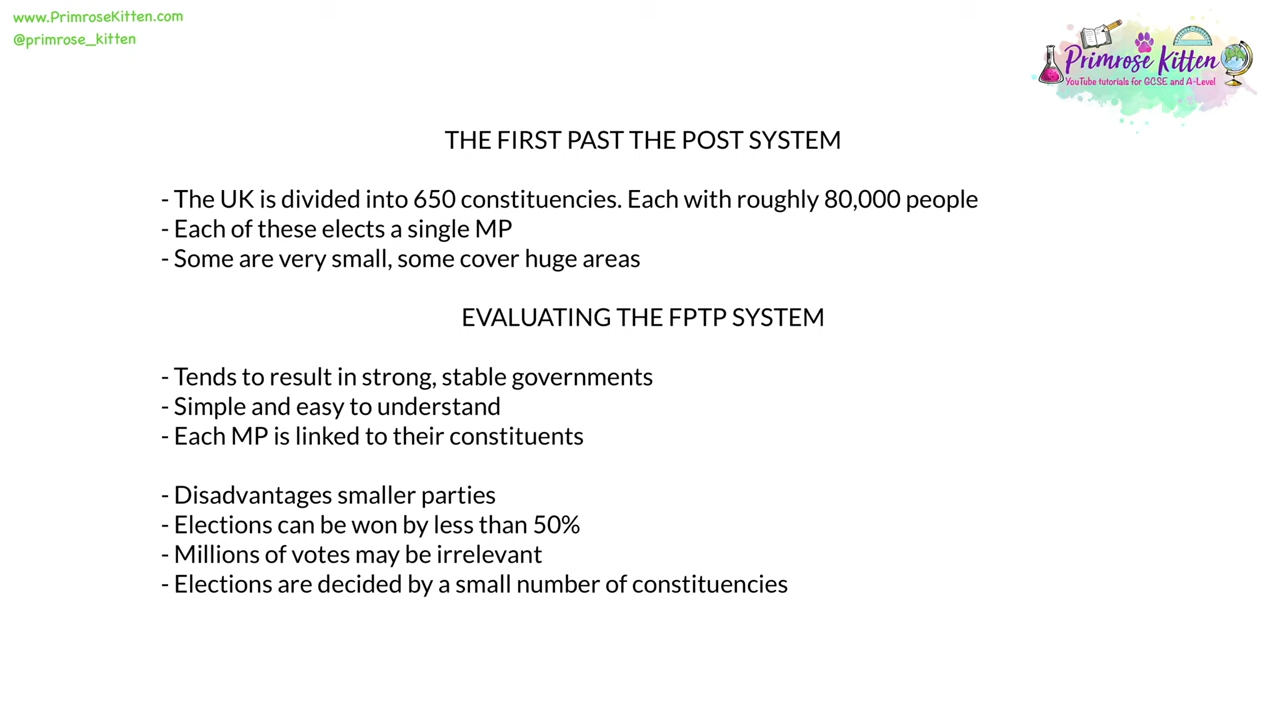 www.PrimroseKitten.com
@primrose_kitten
Primrose Kitten
YouTube tutorials for GCSE and A-Level
THE FIRST PAST THE POST SYSTEM
- The UK is divided into 650 constituencies. Each with roughly 80,000 people
- Each of these elects a single MP
- Some are very small, some cover huge areas
EVALUATING THE FPTP SYSTEM
- Tends to result in strong, stable governments
- Simple and easy to understand
- Each MP is linked to their constituents
- Disadvantages smaller parties
- Elections can be won by less than 50%
- Millions of votes may be irrelevant
- Elections are decided by a small number of constituencies